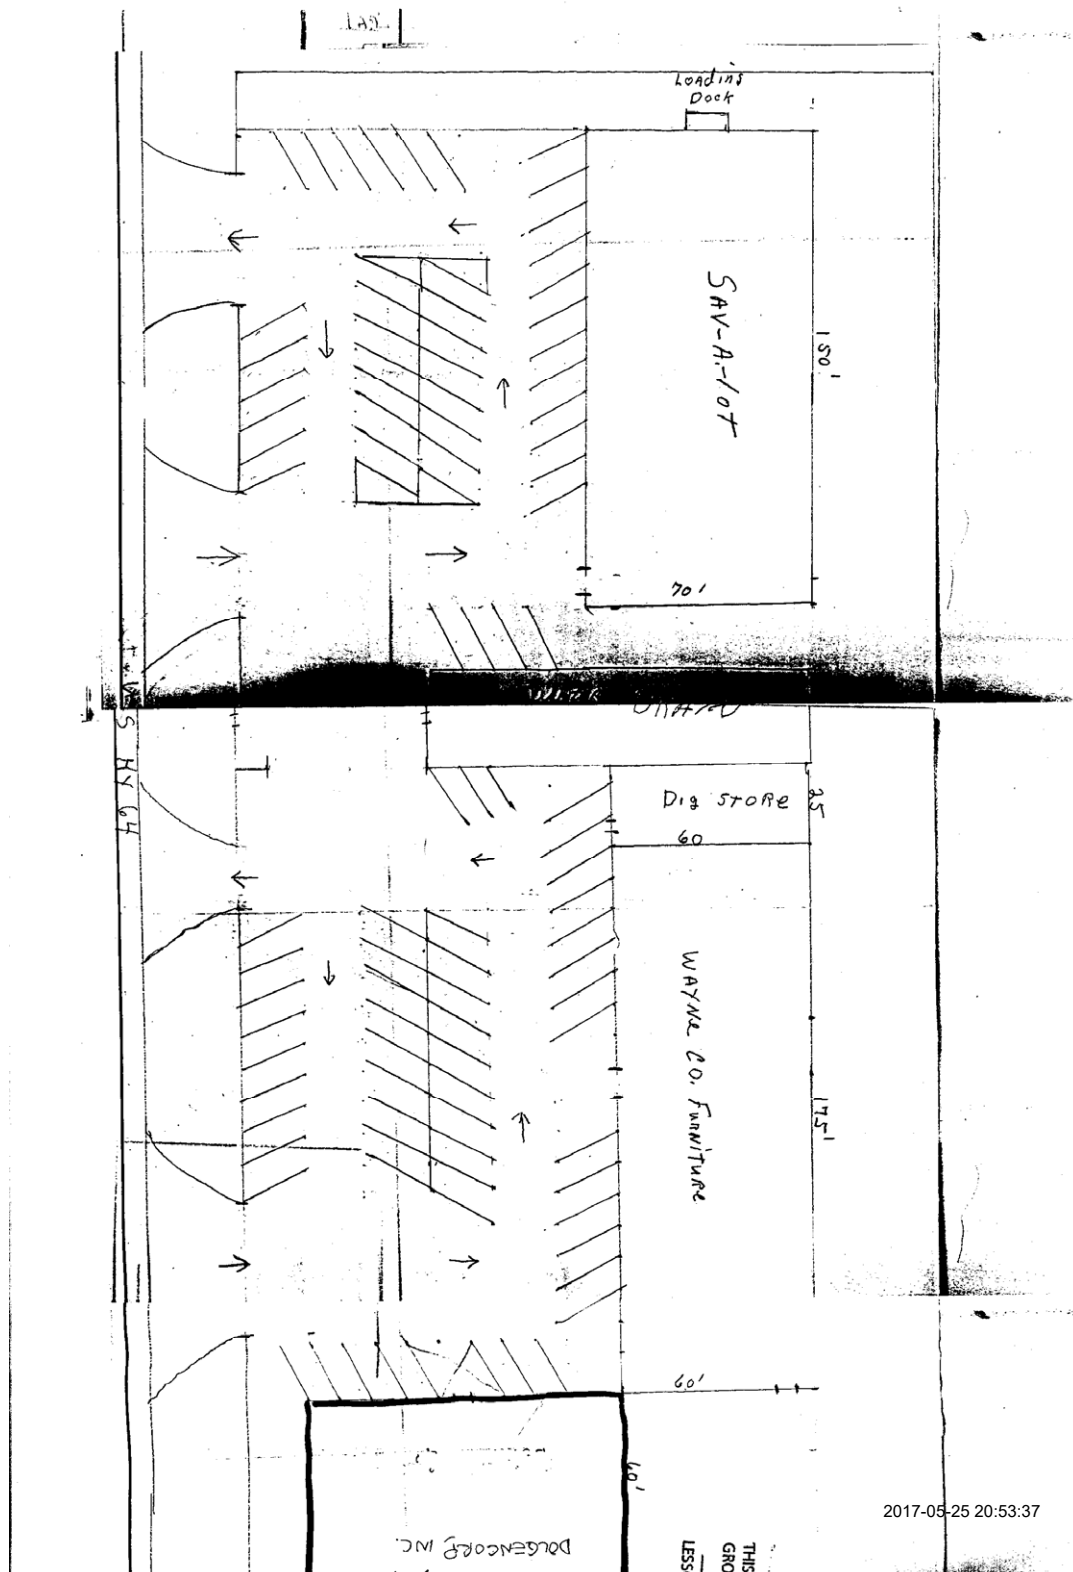 Loading
Dock
SAV-A-LOT
150'
70'
US HY 64
Dig STORE
25
60
WAYNE CO. FURNITURE
175'
60'
60'
2017-05-25 20:53:37
DOLGENCORP, INC.
THIS
GRO
LESS